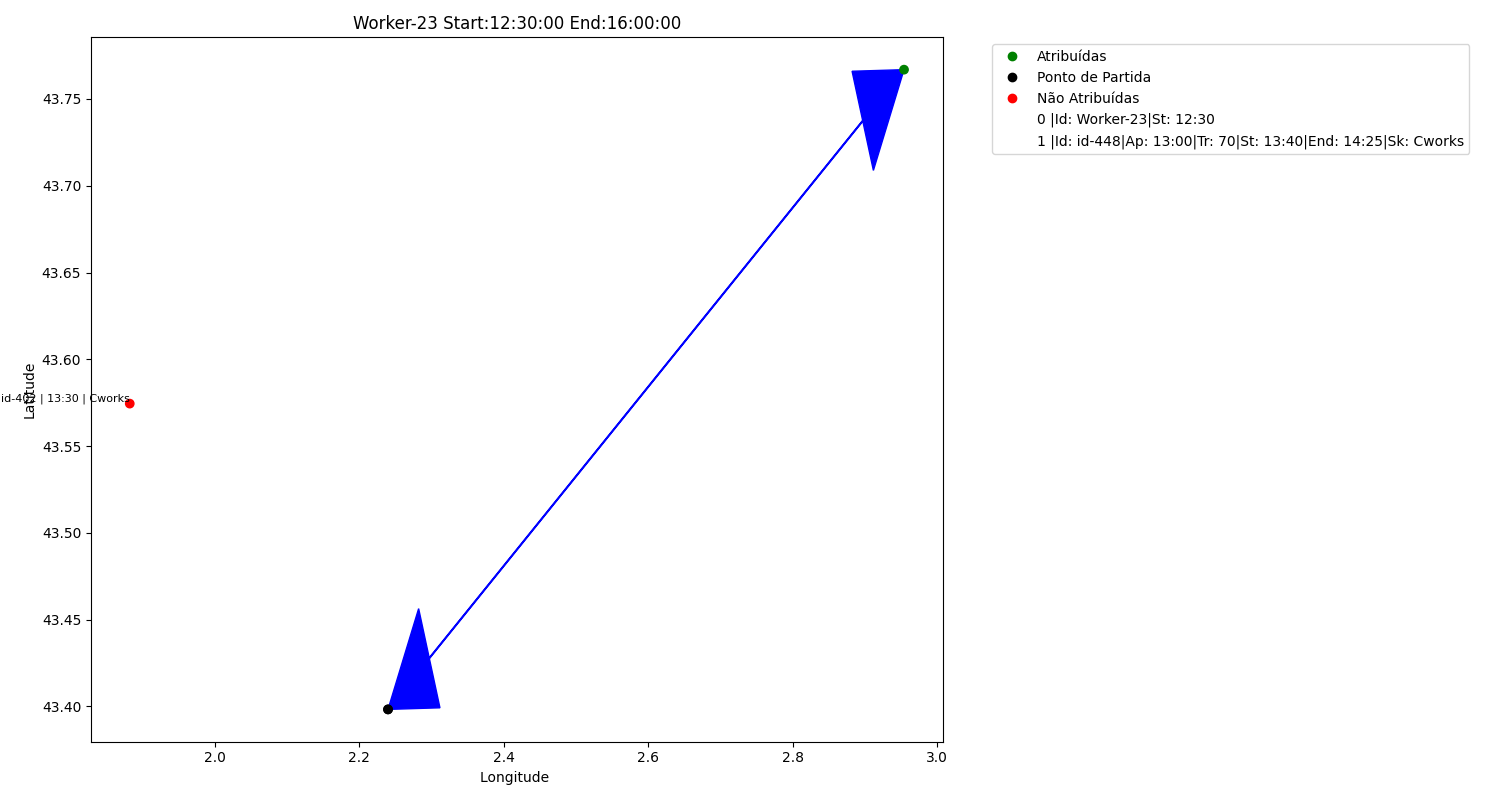 Worker-23 Start:12:30:00 End:16:00:00
Atribuídas
Ponto de Partida
Não Atribuídas
0 |Id: Worker-23|St: 12:30
1 |Id: id-448|Ap: 13:00|Tr: 70|St: 13:40|End: 14:25|Sk: Cworks
43.75
43.70
43.65
43.60
43.55
43.50
43.45
43.40
Latitude
| 13:30 | Cworks
2.0
2.2
2.4
2.6
2.8
3.0
Longitude